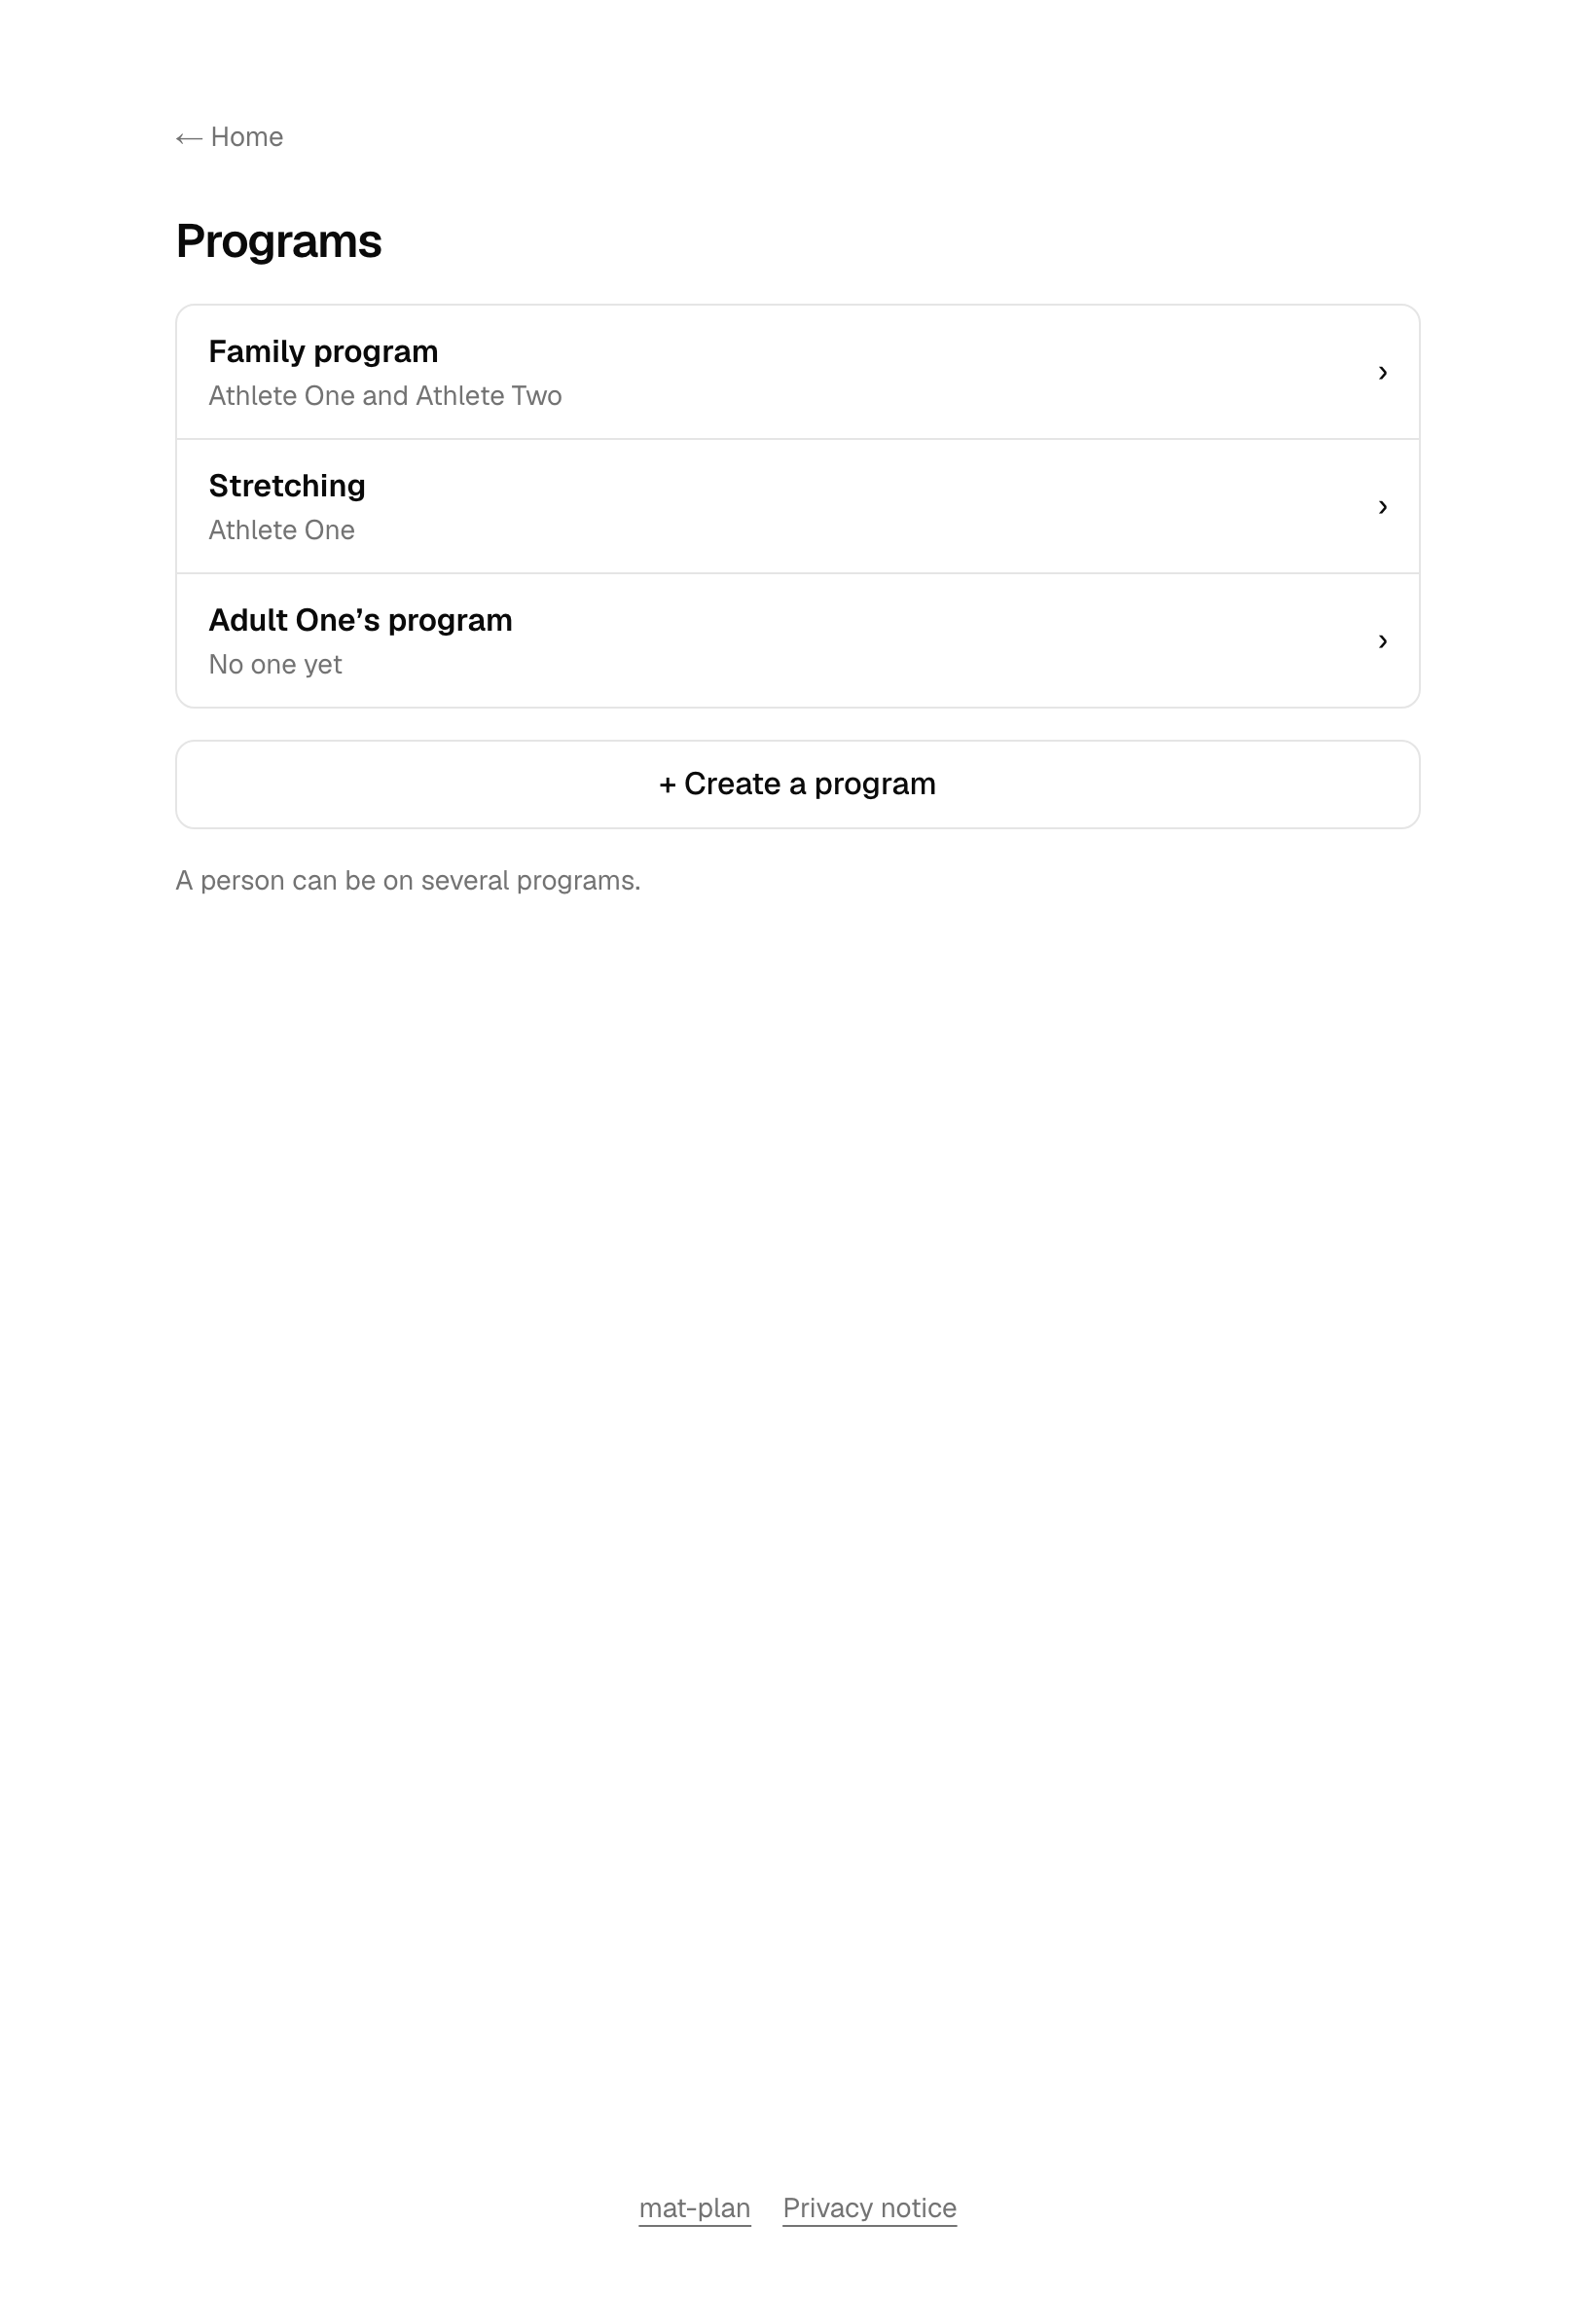 ← Home
Programs
Family program
Athlete One and Athlete Two
›
Stretching
Athlete One
›
Adult One’s program
No one yet
›
+ Create a program
A person can be on several programs.
mat-plan Privacy notice